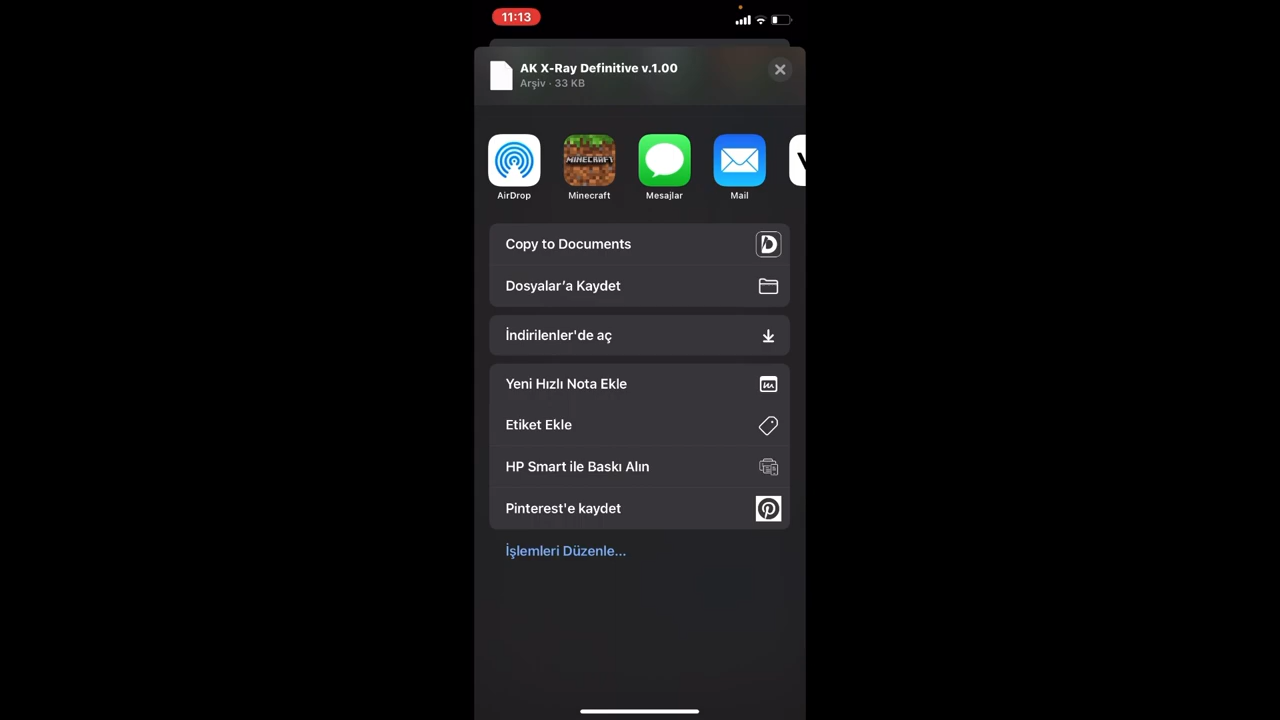 11:13
AK X-Ray Definitive v.1.00
Arşiv · 33 KB
MINECRAFT
AirDrop
Minecraft
Mesajlar
Mail
Copy to Documents
Dosyalar’a Kaydet
İndirilenler'de aç
Yeni Hızlı Nota Ekle
Etiket Ekle
HP Smart ile Baskı Alın
Pinterest'e kaydet
İşlemleri Düzenle...